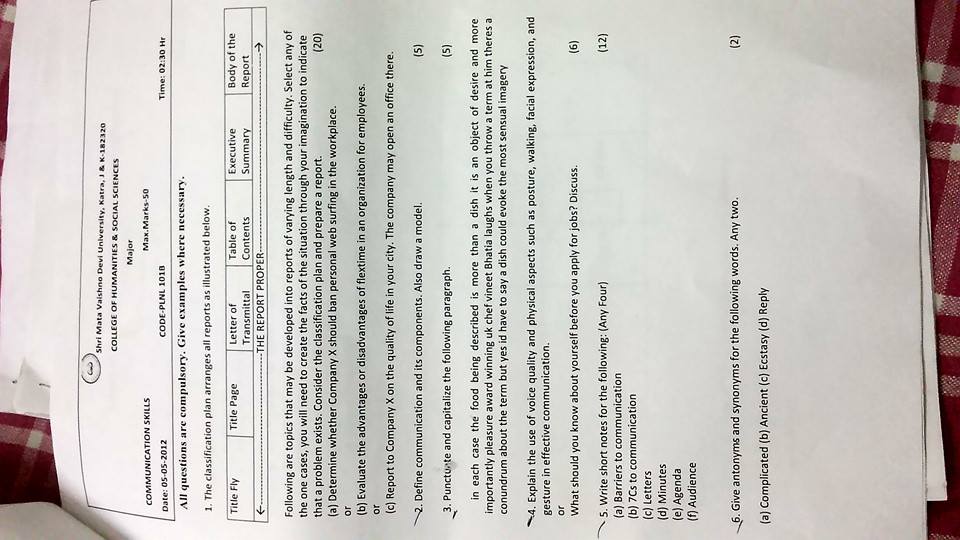 Shri Mata Vaishno Devi University, Katra, J & K-182320
COLLEGE OF HUMANITIES & SOCIAL SCIENCES
Major
COMMUNICATION SKILLS Max.Marks-50
Date: 05-05-2012 CODE-PLNL 101B Time: 02:30 Hr
All questions are compulsory. Give examples where necessary.
1. The classification plan arranges all reports as illustrated below.
Title Fly Title Page Letter of Transmittal Table of Contents Executive Summary Body of the Report
←--THE REPORT PROPER--→
Following are topics that may be developed into reports of varying length and difficulty. Select any of
the one cases, you will need to create the facts of the situation through your imagination to indicate
that a problem exists. Consider the classification plan and prepare a report. (20)
(a) Determine whether Company X should ban personal web surfing in the workplace.
or
(b) Evaluate the advantages or disadvantages of flextime in an organization for employees.
or
(c) Report to Company X on the quality of life in your city. The company may open an office there.
2. Define communication and its components. Also draw a model. (5)
3. Punctuate and capitalize the following paragraph. (5)
in each case the food being described is more than a dish it is an object of desire and more
importantly pleasure award winning uk chef vineet Bhatia laughs when you throw a term at him theres a
conundrum about the term but yes id have to say a dish could evoke the most sensual imagery
4. Explain the use of voice quality and physical aspects such as posture, walking, facial expression, and
gesture in effective communication.
or
What should you know about yourself before you apply for jobs? Discuss. (6)
5. Write short notes for the following: (Any Four) (12)
(a) Barriers to communication
(b) 7Cs to communication
(c) Letters
(d) Minutes
(e) Agenda
(f) Audience
6. Give antonyms and synonyms for the following words. Any two. (2)
(a) Complicated (b) Ancient (c) Ecstasy (d) Reply